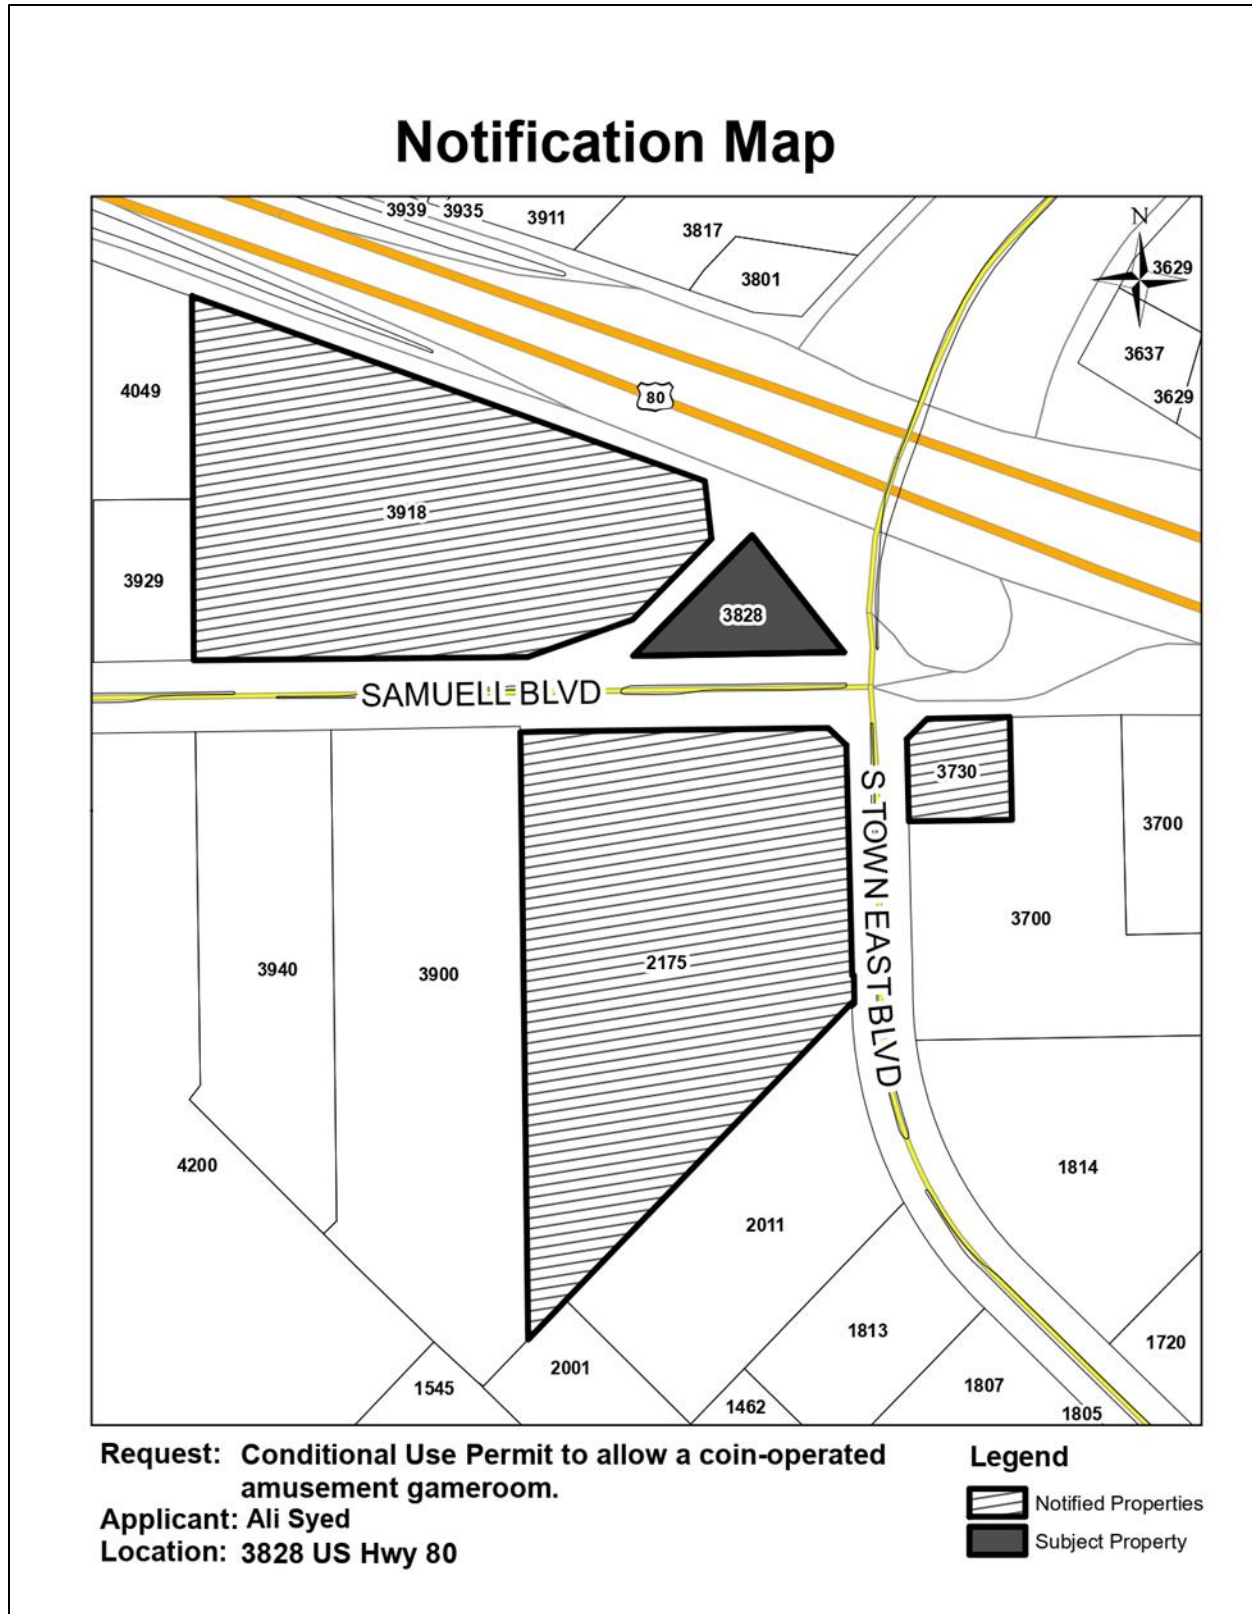 Notification Map
3939 3935 3911
3817
N
3629
3801
3637
4049
80
3629
3918
3929
3828
SAMUELL BLVD
3730
S TOWN EAST BLVD
3700
3700
2175
3940
3900
4200
1814
2011
1813
1720
2001
1545
1807
1462
1805
Request: Conditional Use Permit to allow a coin-operated
amusement gameroom.
Applicant: Ali Syed
Location: 3828 US Hwy 80
Legend
Notified Properties
Subject Property